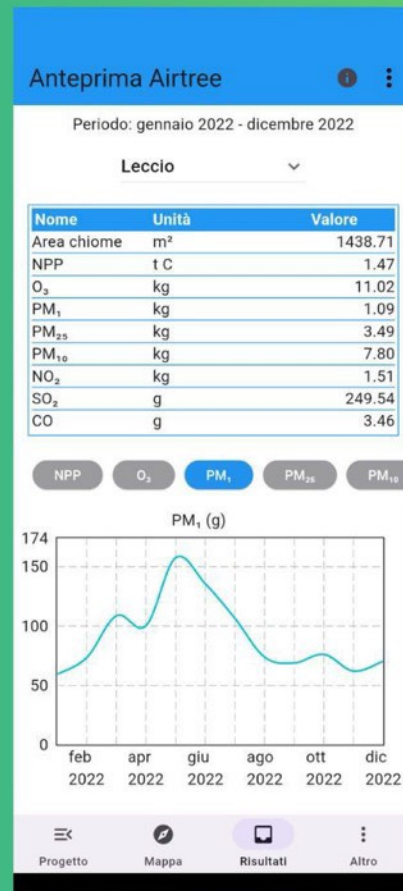 Anteprima Airtree
Periodo: gennaio 2022 - dicembre 2022
Leccio
Nome Unità Valore
Area chiome m² 1438.71
NPP t C 1.47
O₃ kg 11.02
PM₁ kg 1.09
PM₂₅ kg 3.49
PM₁₀ kg 7.80
NO₂ kg 1.51
SO₂ g 249.54
CO g 3.46
NPP O₃ PM₁ PM₂₅ PM₁₀
PM₁ (g)
174
150
100
50
0
feb apr giu ago ott dic
2022 2022 2022 2022 2022 2022
Progetto Mappa Risultati Altro